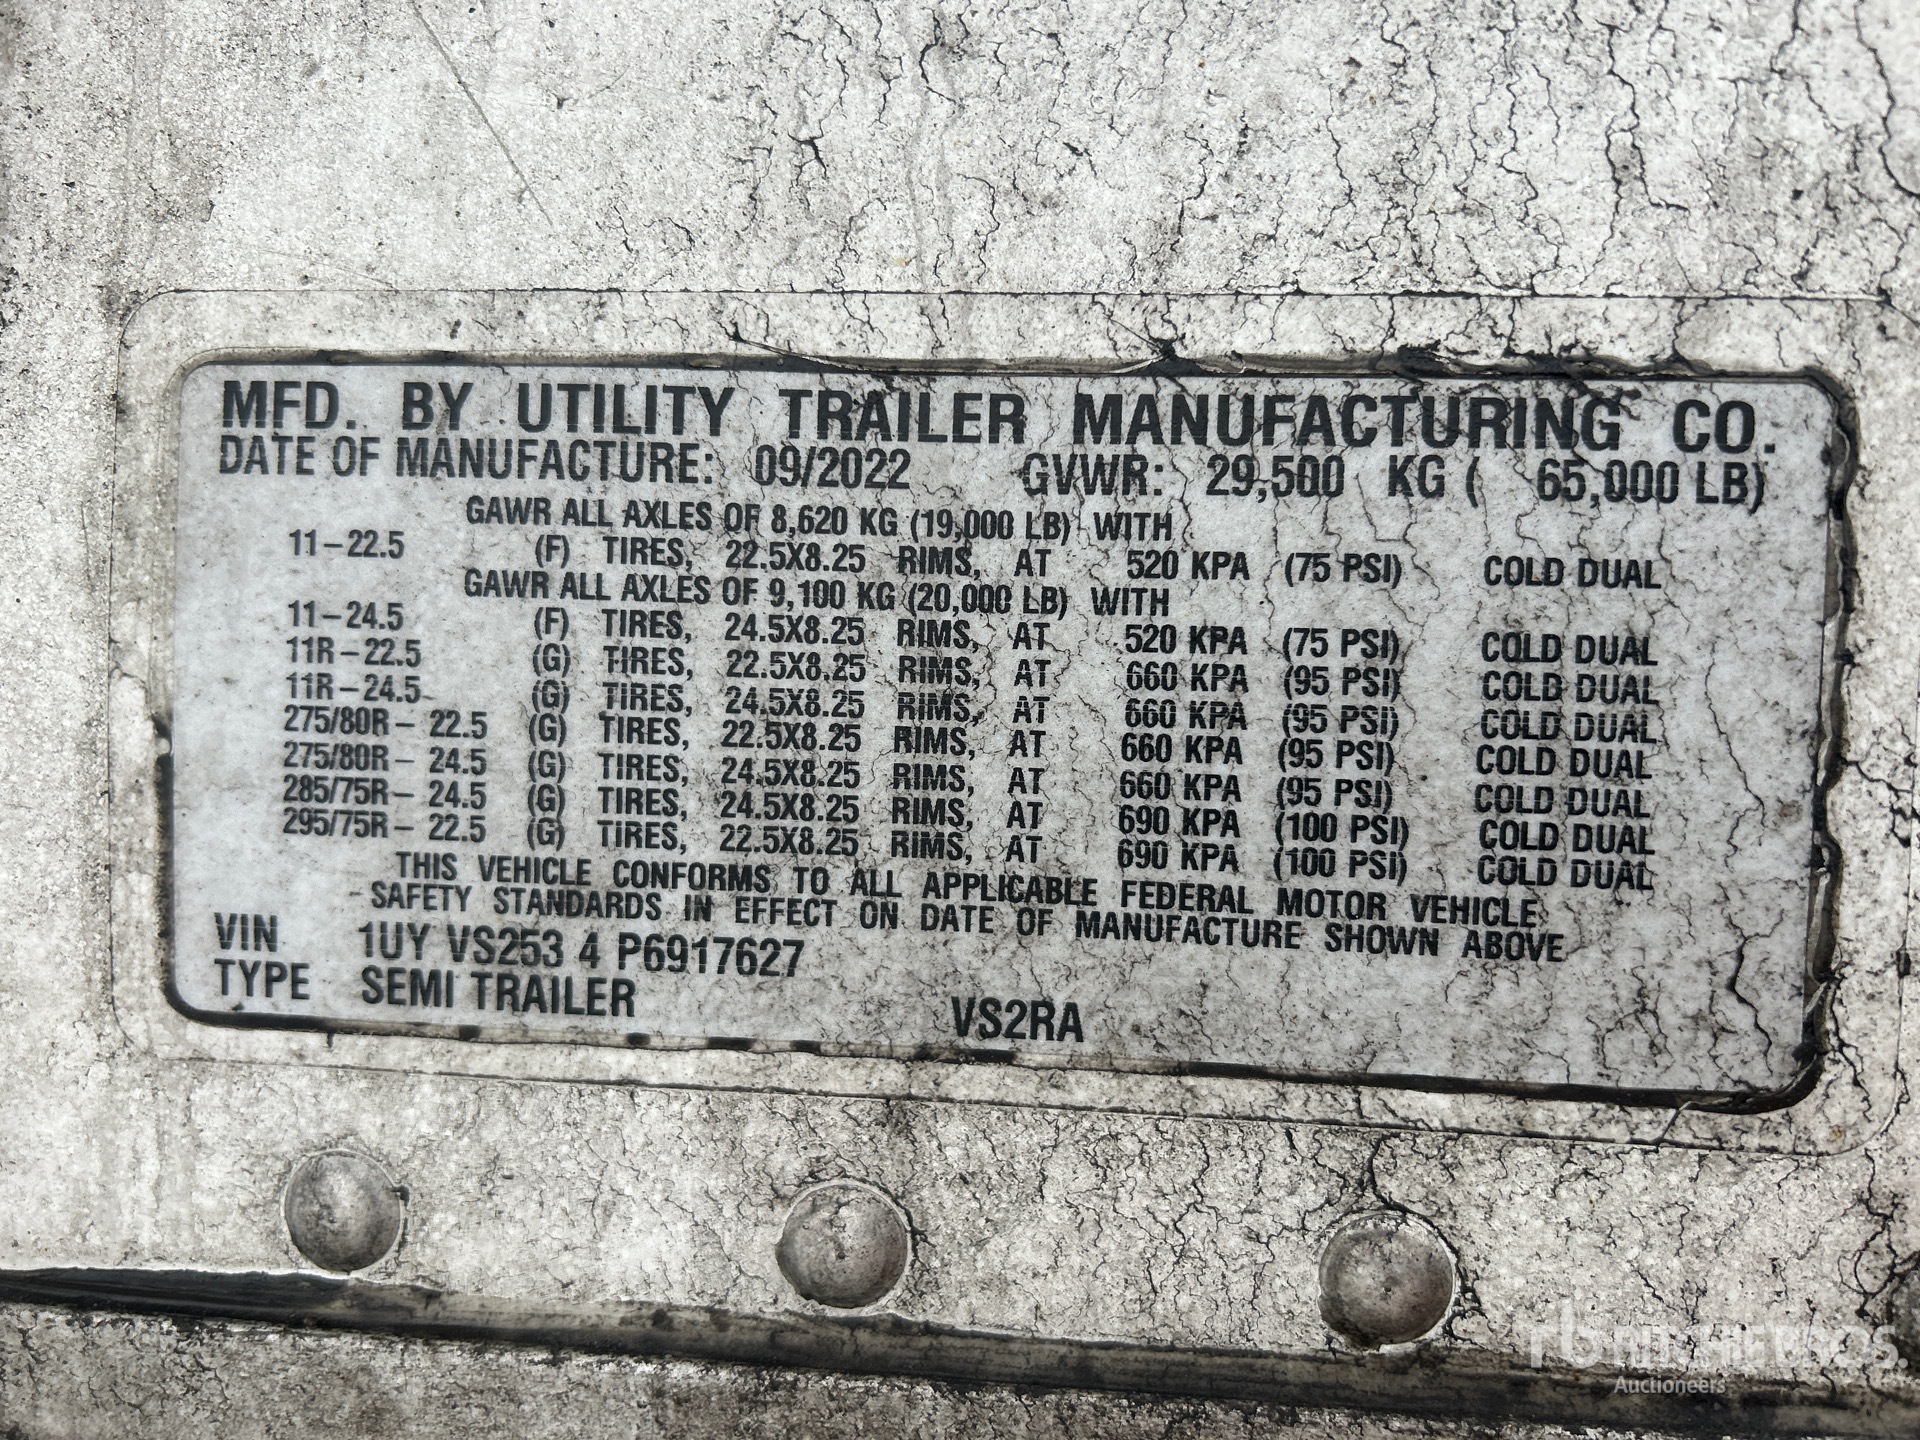 MFD. BY UTILITY TRAILER MANUFACTURING CO.
DATE OF MANUFACTURE: 09/2022 GVWR: 29,500 KG ( 65,000 LB)
GAWR ALL AXLES OF 8,620 KG (19,000 LB) WITH
11-22.5 (F) TIRES, 22.5X8.25 RIMS, AT 520 KPA (75 PSI) COLD DUAL
GAWR ALL AXLES OF 9,100 KG (20,000 LB) WITH
11-24.5 (F) TIRES, 24.5X8.25 RIMS, AT 520 KPA (75 PSI) COLD DUAL
11R-22.5 (G) TIRES, 22.5X8.25 RIMS, AT 660 KPA (95 PSI) COLD DUAL
11R-24.5 (G) TIRES, 24.5X8.25 RIMS, AT 660 KPA (95 PSI) COLD DUAL
275/80R- 22.5 (G) TIRES, 22.5X8.25 RIMS, AT 660 KPA (95 PSI) COLD DUAL
275/80R- 24.5 (G) TIRES, 24.5X8.25 RIMS, AT 660 KPA (95 PSI) COLD DUAL
285/75R- 24.5 (G) TIRES, 24.5X8.25 RIMS, AT 690 KPA (100 PSI) COLD DUAL
295/75R- 22.5 (G) TIRES, 22.5X8.25 RIMS, AT 690 KPA (100 PSI) COLD DUAL
THIS VEHICLE CONFORMS TO ALL APPLICABLE FEDERAL MOTOR VEHICLE
SAFETY STANDARDS IN EFFECT ON DATE OF MANUFACTURE SHOWN ABOVE
VIN 1UY VS253 4 P6917627
TYPE SEMI TRAILER VS2RA
rb RITCHIE BROS.
Auctioneers